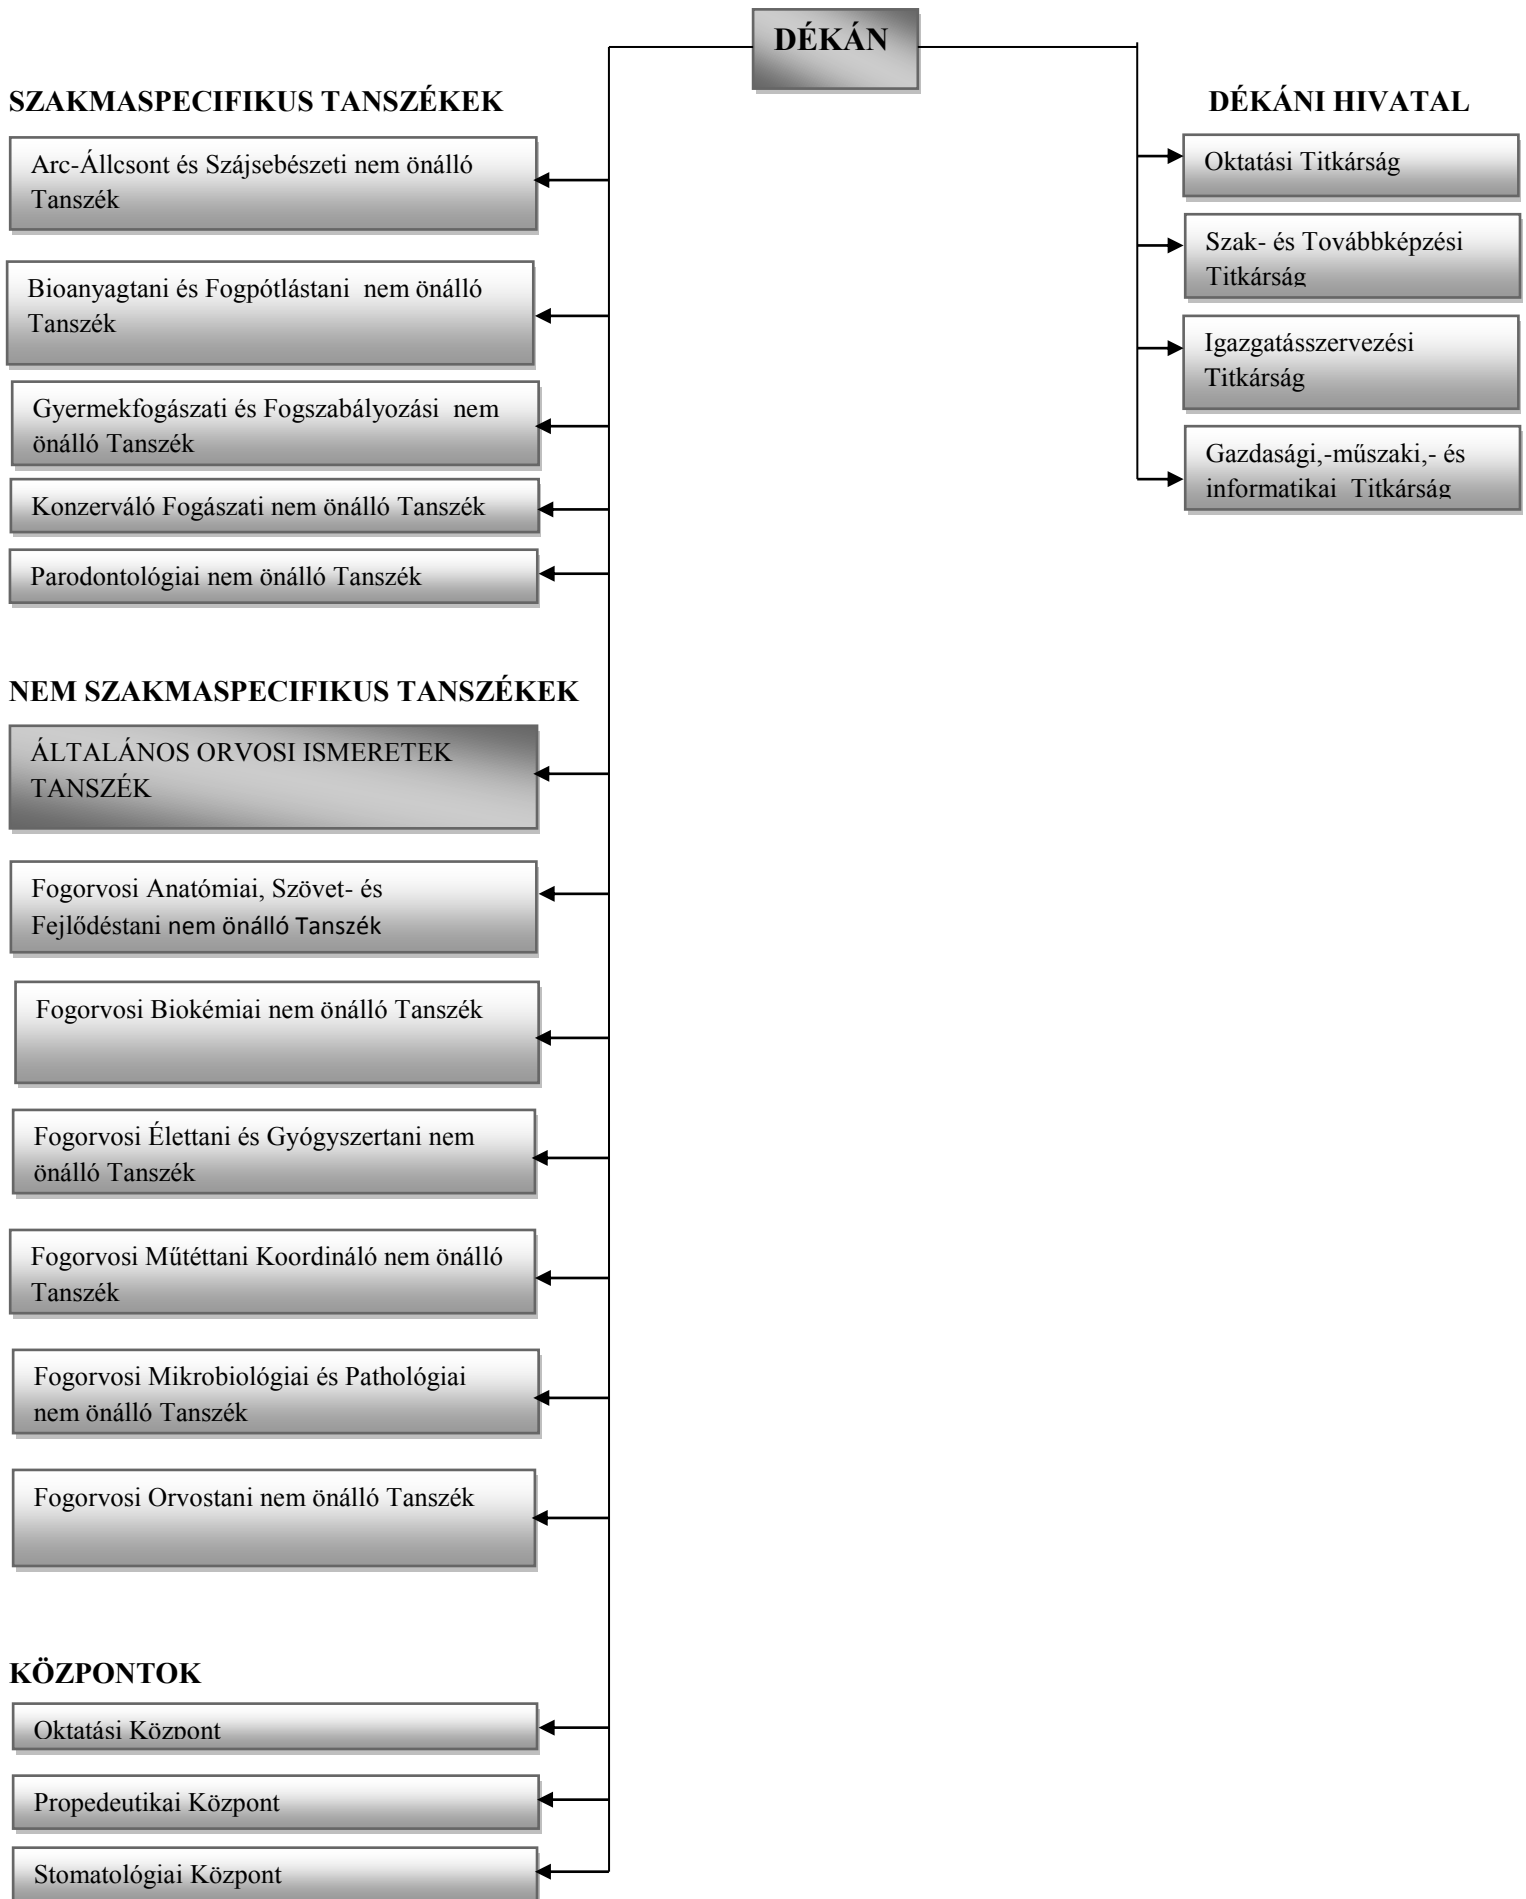 DÉKÁN
SZAKMASPECIFIKUS TANSZÉKEK
Arc-Állcsont és Szájsebészeti nem önálló
Tanszék
Bioanyagtani és Fogpótlástani nem önálló
Tanszék
Gyermekfogászati és Fogszabályozási nem
önálló Tanszék
Konzerváló Fogászati nem önálló Tanszék
Parodontológiai nem önálló Tanszék
NEM SZAKMASPECIFIKUS TANSZÉKEK
ÁLTALÁNOS ORVOSI ISMERETEK
TANSZÉK
Fogorvosi Anatómiai, Szövet- és
Fejlődéstani nem önálló Tanszék
Fogorvosi Biokémiai nem önálló Tanszék
Fogorvosi Élettani és Gyógyszertani nem
önálló Tanszék
Fogorvosi Műtéttani Koordináló nem önálló
Tanszék
Fogorvosi Mikrobiológiai és Pathológiai
nem önálló Tanszék
Fogorvosi Orvostani nem önálló Tanszék
KÖZPONTOK
Oktatási Központ
Propedeutikai Központ
Stomatológiai Központ
DÉKÁNI HIVATAL
Oktatási Titkárság
Szak- és Továbbképzési
Titkárság
Igazgatásszervezési
Titkárság
Gazdasági,-műszaki,- és
informatikai Titkárság